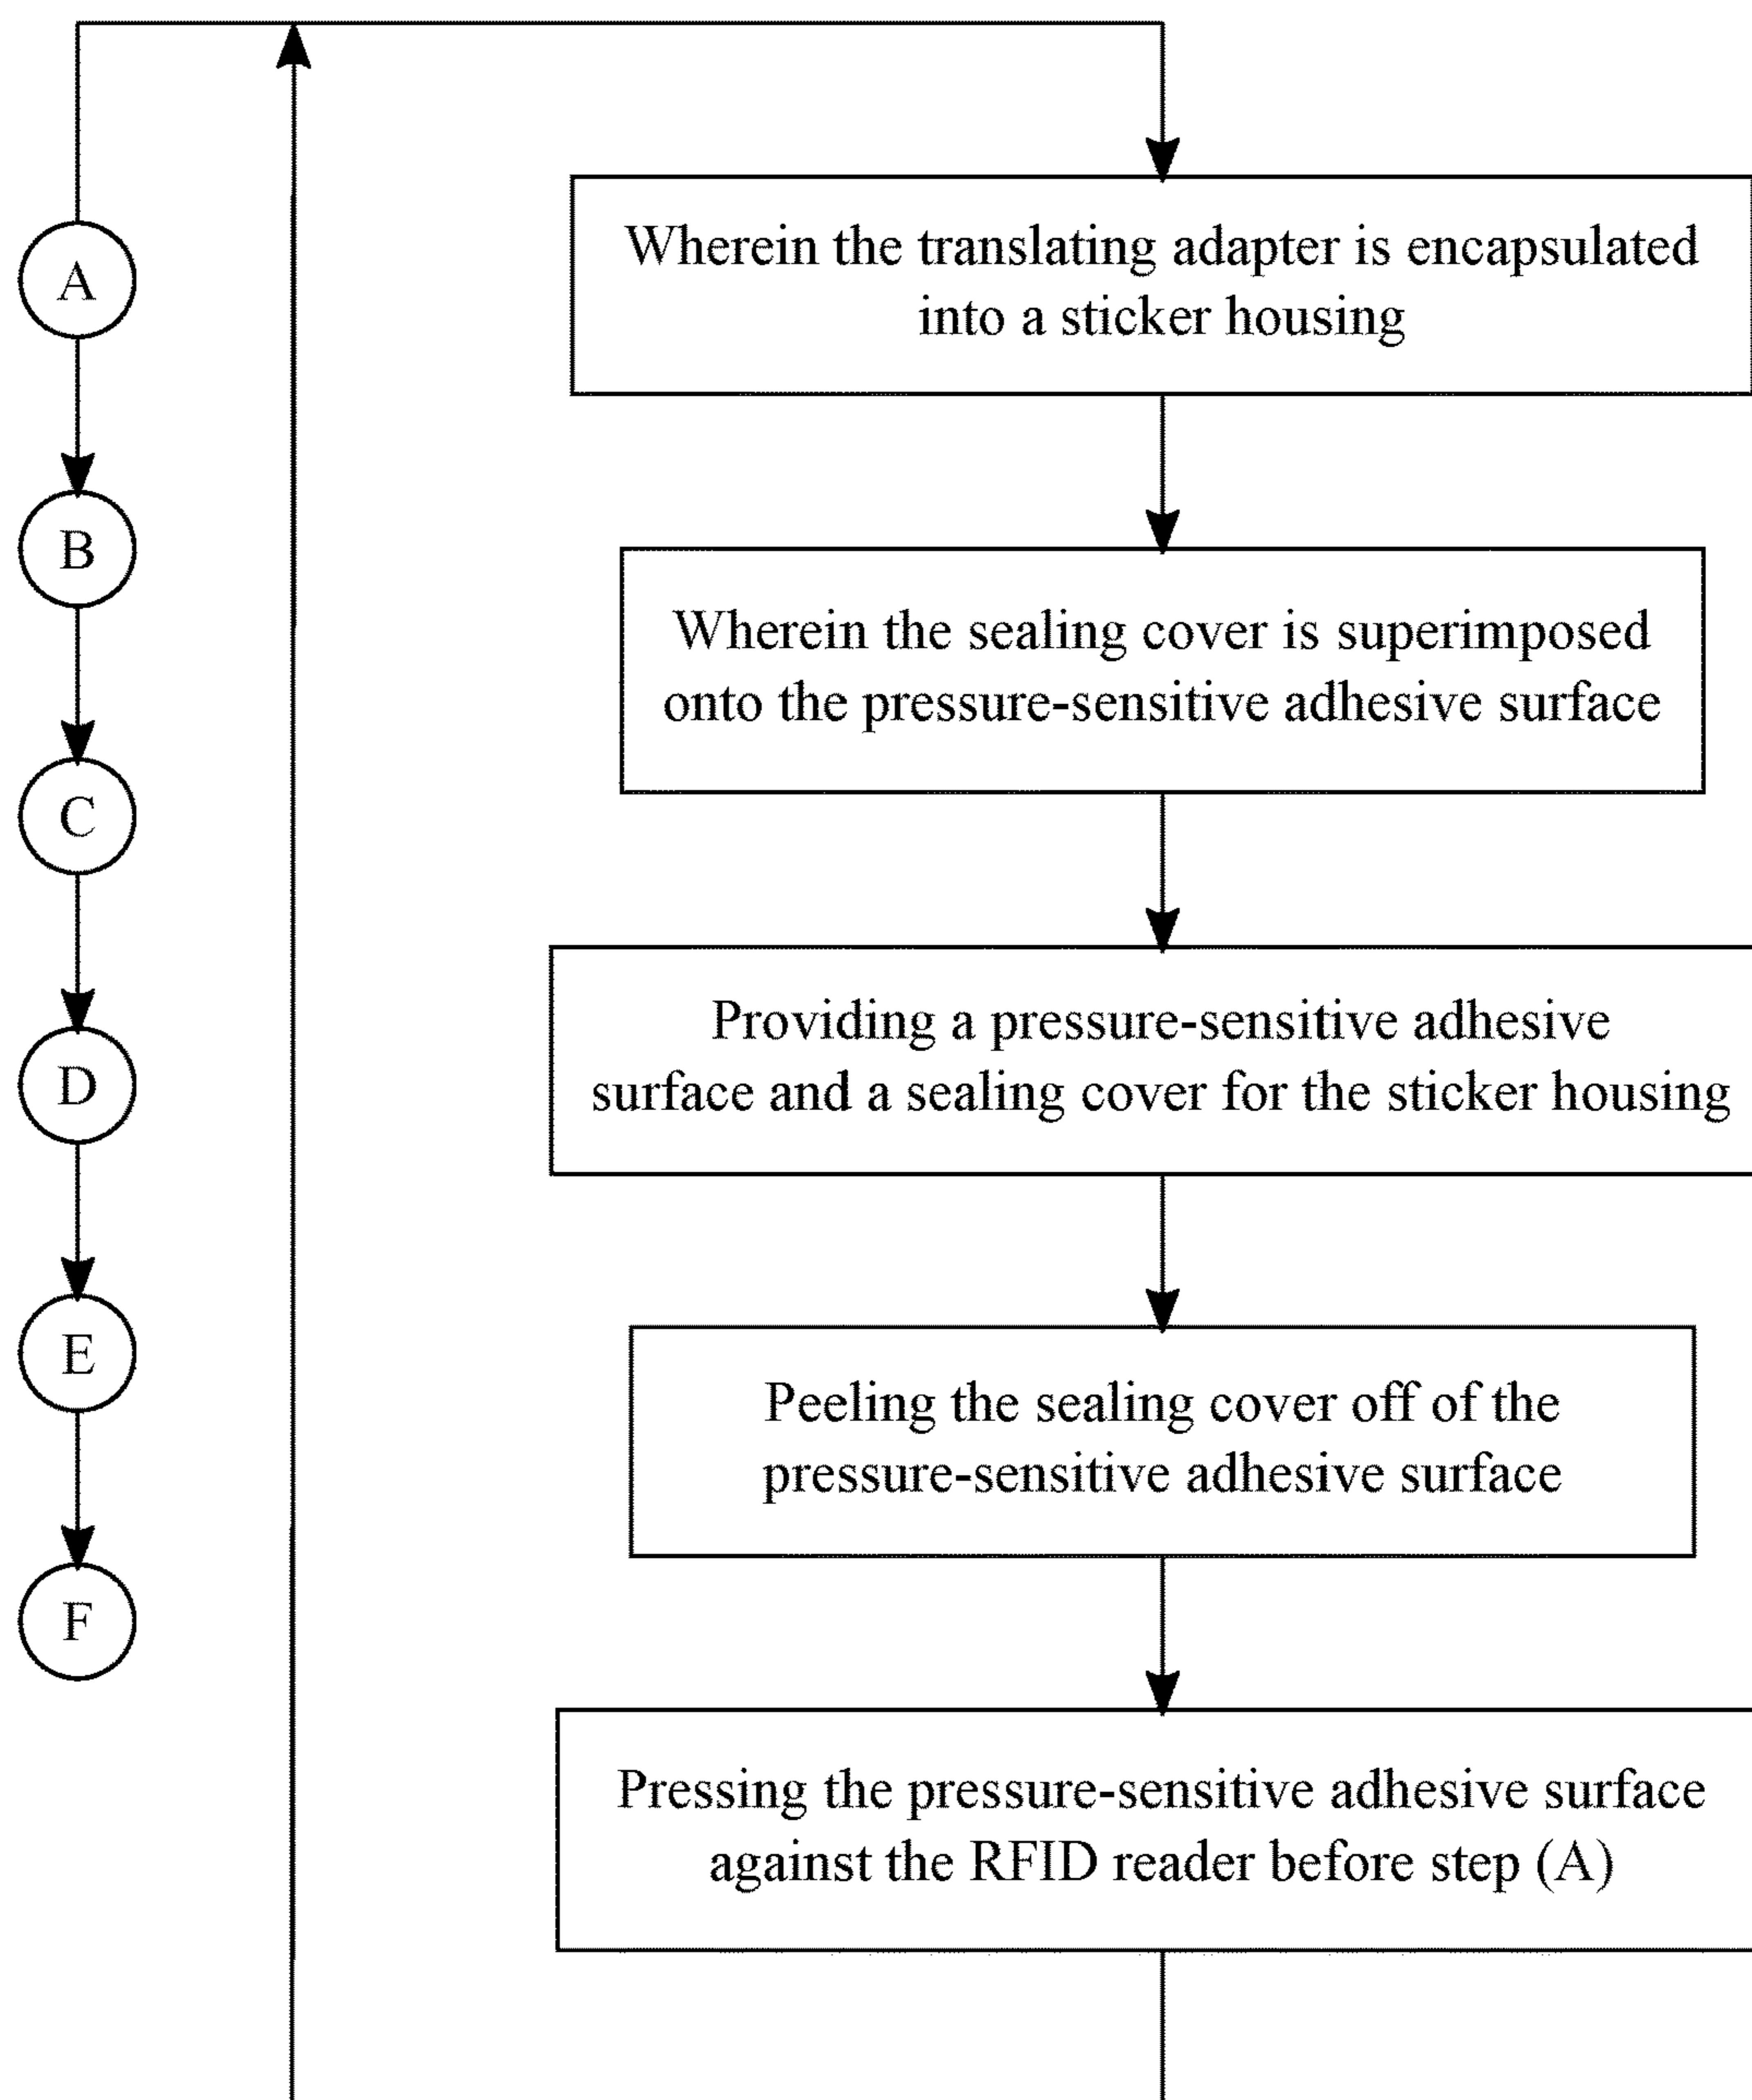 A
B
C
D
E
F
Wherein the translating adapter is encapsulated
into a sticker housing
Wherein the sealing cover is superimposed
onto the pressure-sensitive adhesive surface
Providing a pressure-sensitive adhesive
surface and a sealing cover for the sticker housing
Peeling the sealing cover off of the
pressure-sensitive adhesive surface
Pressing the pressure-sensitive adhesive surface
against the RFID reader before step (A)